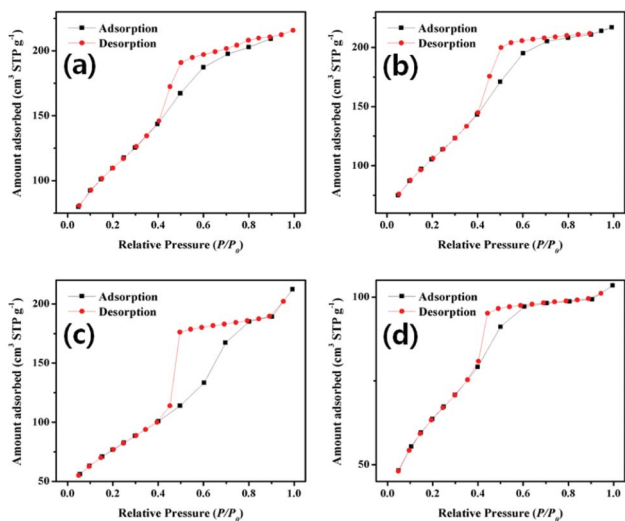 Adsorption
Desorption
(a)
200
150
100
0.0 0.2 0.4 0.6 0.8 1.0
Relative Pressure (P/P0)
Amount adsorbed (cm3 STP g-1)
Adsorption
Desorption
(b)
200
150
100
0.0 0.2 0.4 0.6 0.8 1.0
Relative Pressure (P/P0)
Amount adsorbed (cm3 STP g-1)
Adsorption
Desorption
(c)
200
150
100
50
0.0 0.2 0.4 0.6 0.8 1.0
Relative Pressure (P/P0)
Amount adsorbed (cm3 STP g-1)
Adsorption
Desorption
(d)
100
50
0.0 0.2 0.4 0.6 0.8 1.0
Relative Pressure (P/P0)
Amount adsorbed (cm3 STP g-1)